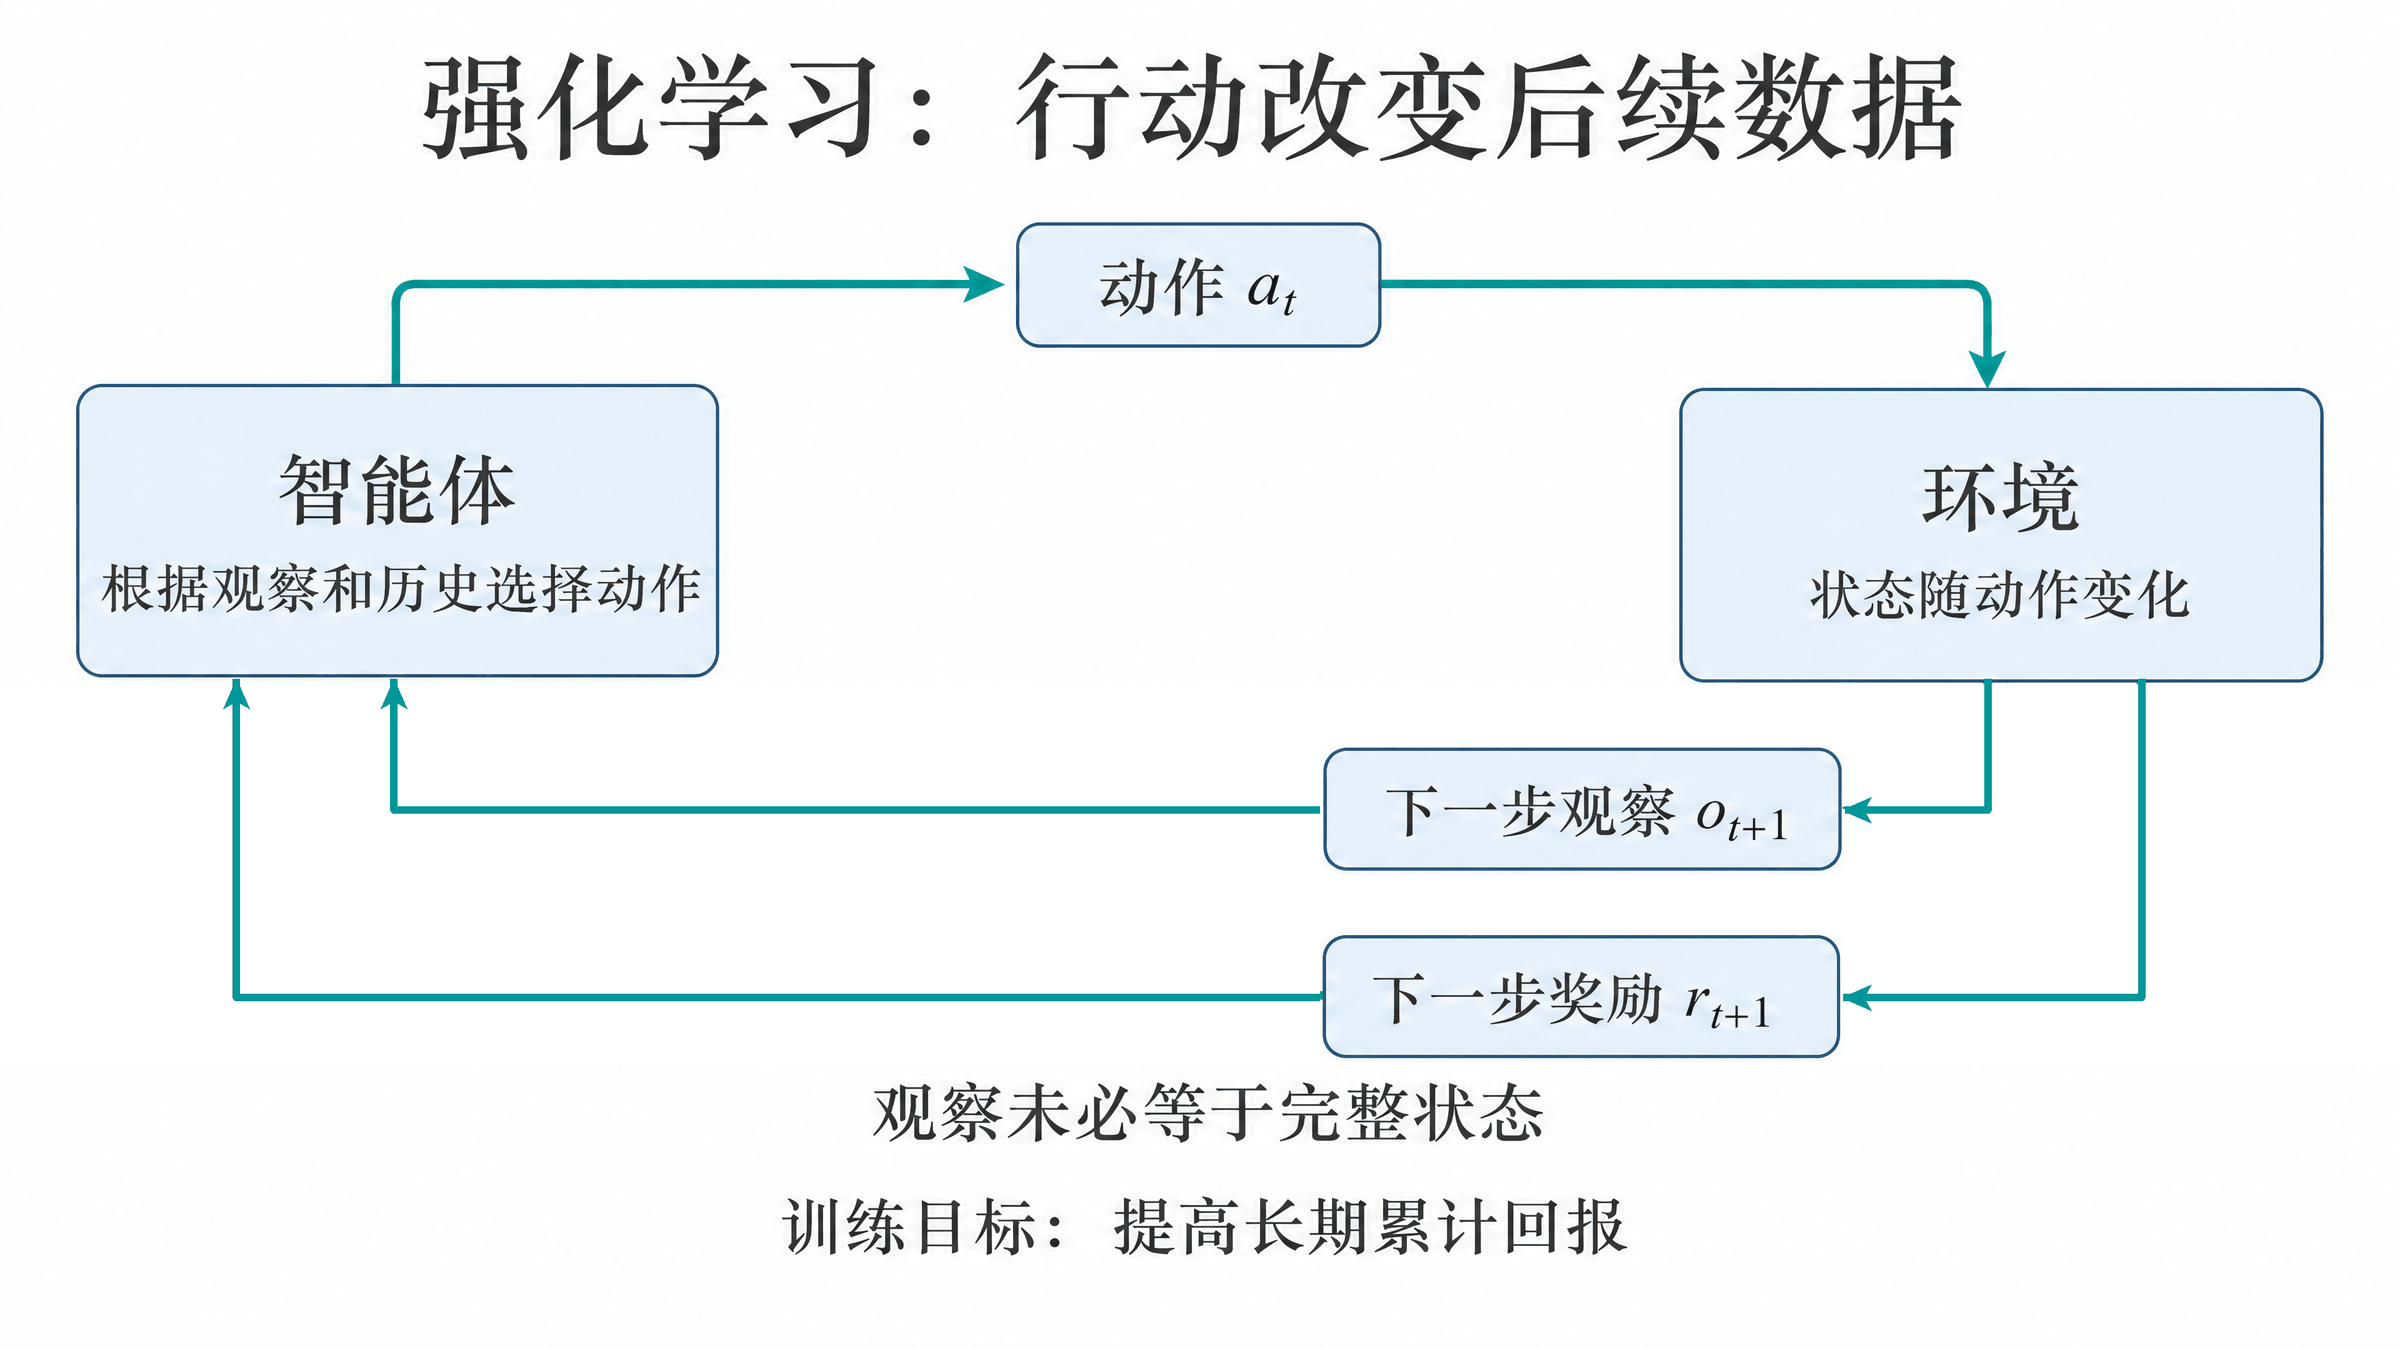 强化学习：行动改变后续数据
动作 aₜ
智能体
根据观察和历史选择动作
环境
状态随动作变化
下一步观察 oₜ₊₁
下一步奖励 rₜ₊₁
观察未必等于完整状态
训练目标：提高长期累计回报